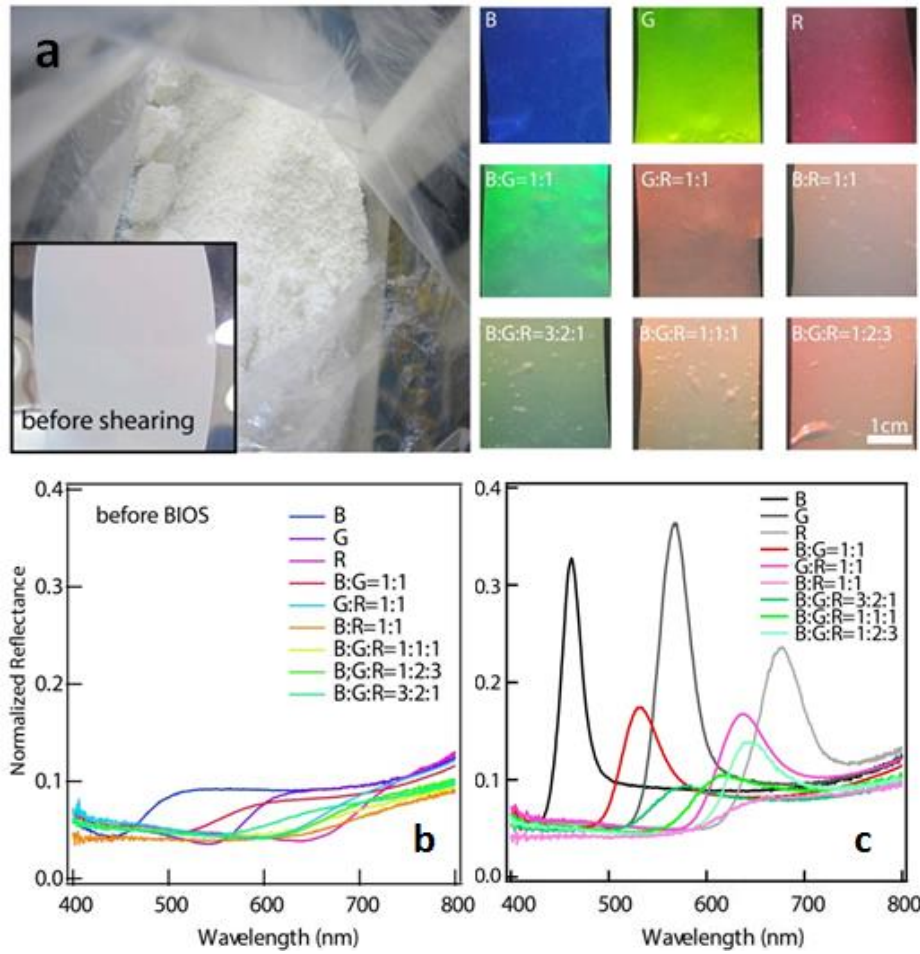 a
before shearing
B
G
R
B:G=1:1
G:R=1:1
B:R=1:1
B:G:R=3:2:1
B:G:R=1:1:1
B:G:R=1:2:3
1cm
0.4
0.3
0.2
0.1
0.0
Normalized Reflectance
before BIOS
B
G
R
B:G=1:1
G:R=1:1
B:R=1:1
B:G:R=1:1:1
B;G:R=1:2:3
B:G:R=3:2:1
b
400
500
600
700
800
Wavelength (nm)
0.4
0.3
0.2
0.1
0.0
B
G
R
B:G=1:1
G:R=1:1
B:R=1:1
B:G:R=3:2:1
B:G:R=1:1:1
B:G:R=1:2:3
c
400
500
600
700
800
Wavelength (nm)